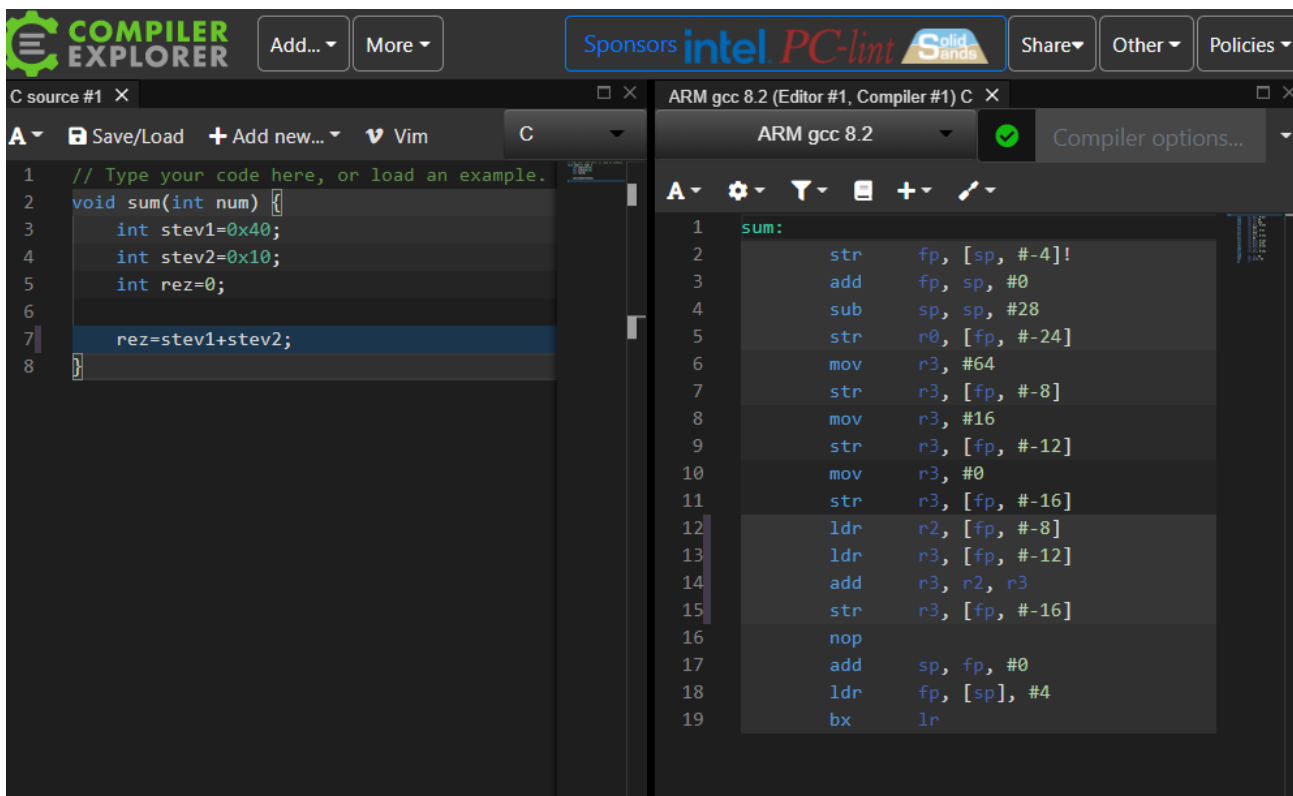 COMPILER EXPLORER Add... More Sponsors intel. PC-lint Solid Sands Share Other Policies
C source #1 X ARM gcc 8.2 (Editor #1, Compiler #1) C X
A Save/Load + Add new... Vim C ARM gcc 8.2 Compiler options...
A
1 // Type your code here, or load an example.
2 void sum(int num) {
3 int stev1=0x40;
4 int stev2=0x10;
5 int rez=0;
6
7 rez=stev1+stev2;
8 }
1 sum:
2 str fp, [sp, #-4]!
3 add fp, sp, #0
4 sub sp, sp, #28
5 str r0, [fp, #-24]
6 mov r3, #64
7 str r3, [fp, #-8]
8 mov r3, #16
9 str r3, [fp, #-12]
10 mov r3, #0
11 str r3, [fp, #-16]
12 ldr r2, [fp, #-8]
13 ldr r3, [fp, #-12]
14 add r3, r2, r3
15 str r3, [fp, #-16]
16 nop
17 add sp, fp, #0
18 ldr fp, [sp], #4
19 bx lr